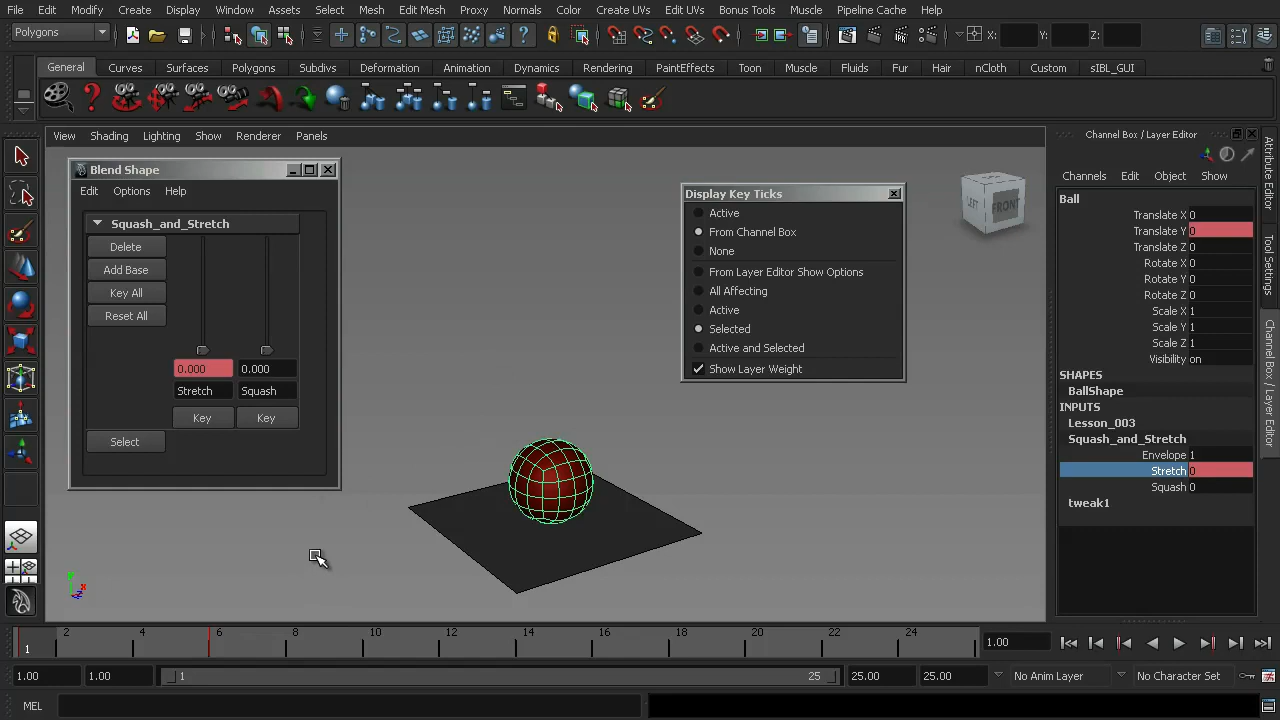 File Edit Modify Create Display Window Assets Select Mesh Edit Mesh Proxy Normals Color Create UVs Edit UVs Bonus Tools Muscle Pipeline Cache Help
Polygons X: Y: Z:
General Curves Surfaces Polygons Subdivs Deformation Animation Dynamics Rendering PaintEffects Toon Muscle Fluids Fur Hair nCloth Custom sIBL_GUI
View Shading Lighting Show Renderer Panels
Channel Box / Layer Editor
Blend Shape
Edit Options Help
Squash_and_Stretch
Delete
Add Base
Key All
Reset All
0.000 0.000
Stretch Squash
Key Key
Select
Display Key Ticks
Active
From Channel Box
None
From Layer Editor Show Options
All Affecting
Active
Selected
Active and Selected
Show Layer Weight
LEFT FRONT
Channels Edit Object Show
Ball
Translate X 0
Translate Y 0
Translate Z 0
Rotate X 0
Rotate Y 0
Rotate Z 0
Scale X 1
Scale Y 1
Scale Z 1
Visibility on
SHAPES
BallShape
INPUTS
Lesson_003
Squash_and_Stretch
Envelope 1
Stretch 0
Squash 0
tweak1
Attribute Editor
Tool Settings
Channel Box / Layer Editor
y x z
1 2 4 6 8 10 12 14 16 18 20 22 24 1.00
1.00 1.00 1 25 25.00 25.00 No Anim Layer No Character Set
MEL